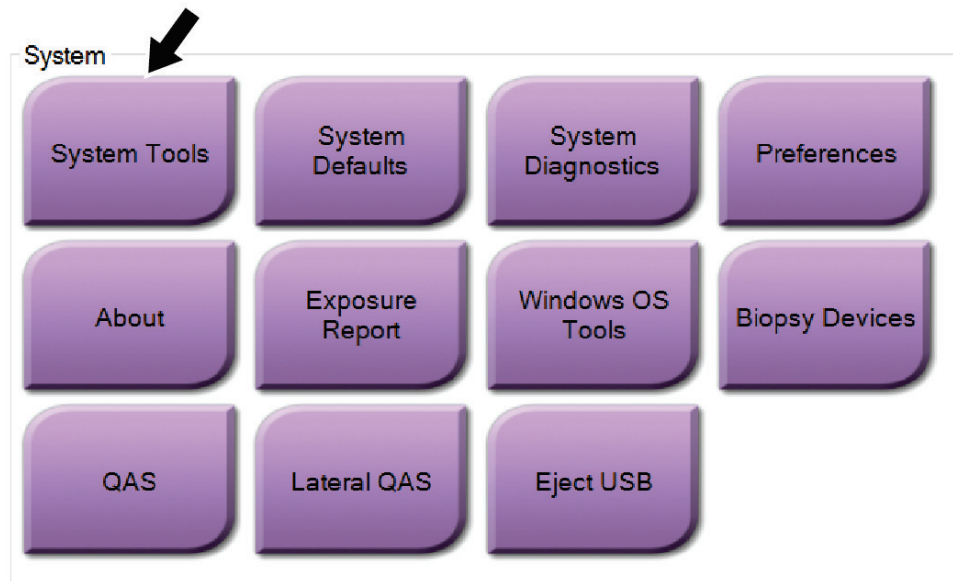 System
System Tools
System
Defaults
System
Diagnostics
Preferences
About
Exposure
Report
Windows OS
Tools
Biopsy Devices
QAS
Lateral QAS
Eject USB